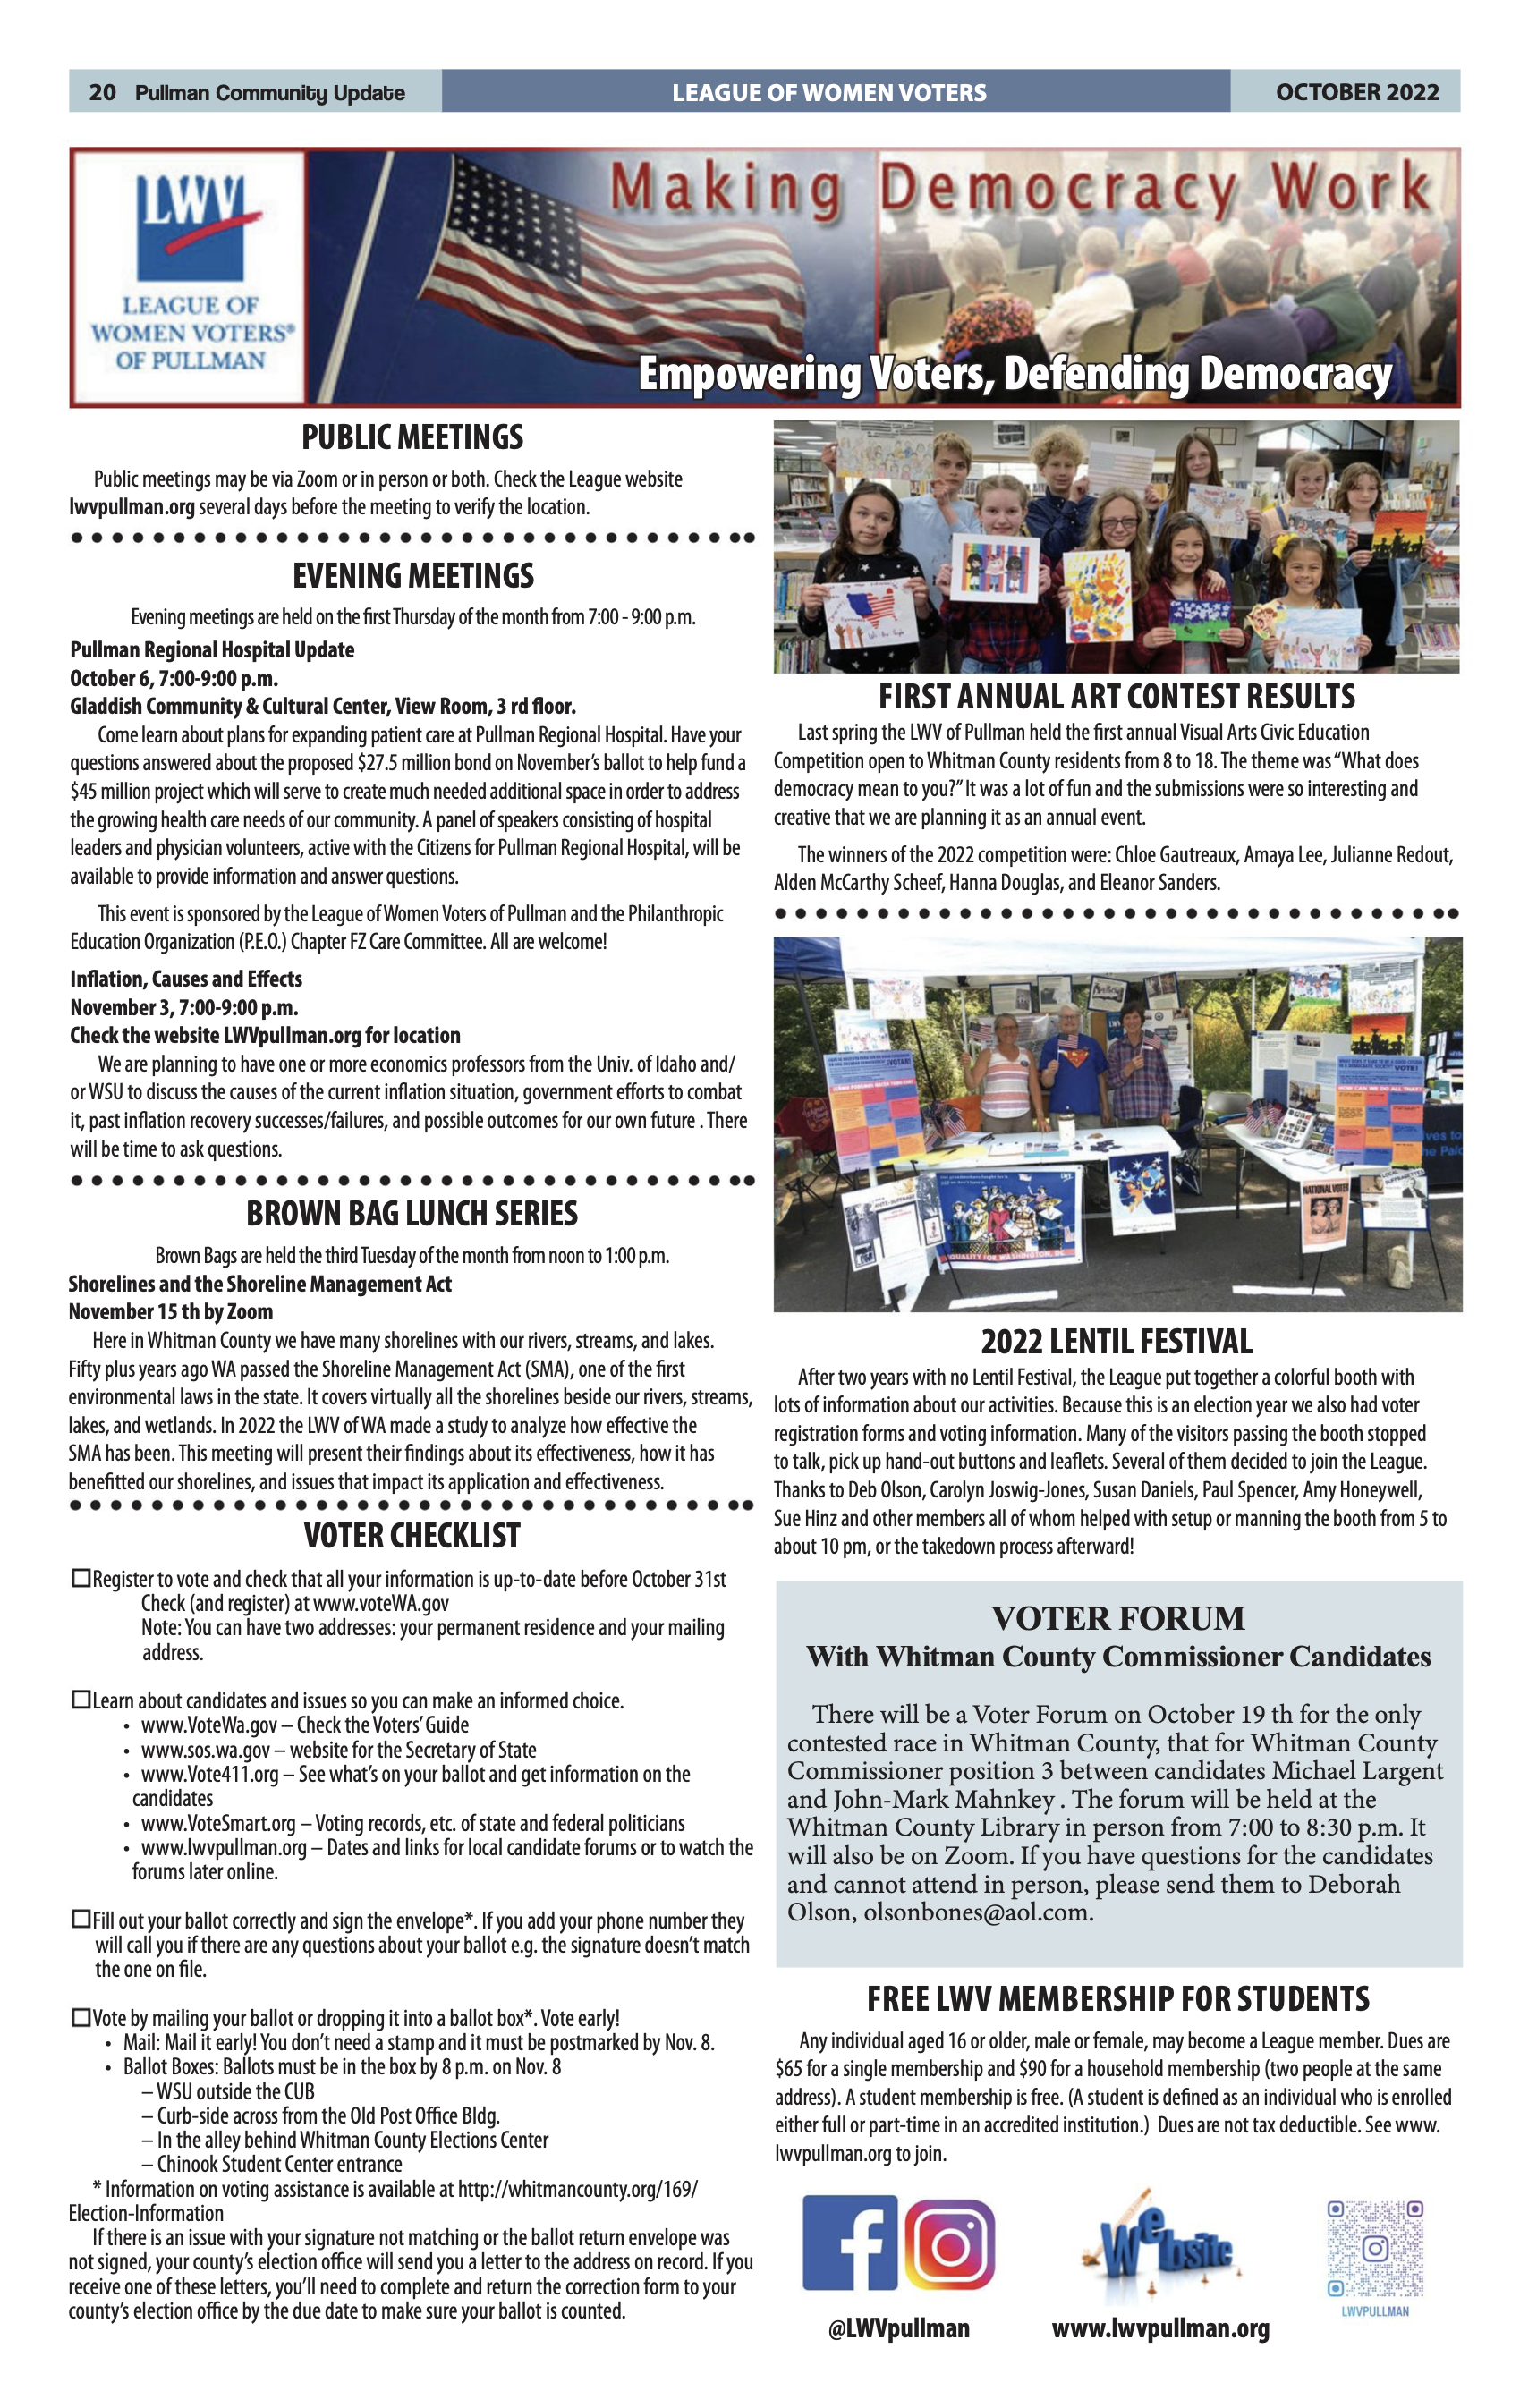 20 Pullman Community Update
LEAGUE OF WOMEN VOTERS
OCTOBER 2022
LWV
LEAGUE OF
WOMEN VOTERS®
OF PULLMAN
Making Democracy Work
Empowering Voters, Defending Democracy
PUBLIC MEETINGS
Public meetings may be via Zoom or in person or both. Check the League website
lwvpullman.org several days before the meeting to verify the location.
EVENING MEETINGS
Evening meetings are held on the first Thursday of the month from 7:00 - 9:00 p.m.
Pullman Regional Hospital Update
October 6, 7:00-9:00 p.m.
Gladdish Community & Cultural Center, View Room, 3 rd floor.
Come learn about plans for expanding patient care at Pullman Regional Hospital. Have your
questions answered about the proposed $27.5 million bond on November's ballot to help fund a
$45 million project which will serve to create much needed additional space in order to address
the growing health care needs of our community. A panel of speakers consisting of hospital
leaders and physician volunteers, active with the Citizens for Pullman Regional Hospital, will be
available to provide information and answer questions.
This event is sponsored by the League of Women Voters of Pullman and the Philanthropic
Education Organization (P.E.O.) Chapter FZ Care Committee. All are welcome!
Inflation, Causes and Effects
November 3, 7:00-9:00 p.m.
Check the website LWVpullman.org for location
We are planning to have one or more economics professors from the Univ. of Idaho and/
or WSU to discuss the causes of the current inflation situation, government efforts to combat
it, past inflation recovery successes/failures, and possible outcomes for our own future . There
will be time to ask questions.
BROWN BAG LUNCH SERIES
Brown Bags are held the third Tuesday of the month from noon to 1:00 p.m.
Shorelines and the Shoreline Management Act
November 15 th by Zoom
Here in Whitman County we have many shorelines with our rivers, streams, and lakes.
Fifty plus years ago WA passed the Shoreline Management Act (SMA), one of the first
environmental laws in the state. It covers virtually all the shorelines beside our rivers, streams,
lakes, and wetlands. In 2022 the LWV of WA made a study to analyze how effective the
SMA has been. This meeting will present their findings about its effectiveness, how it has
benefitted our shorelines, and issues that impact its application and effectiveness.
VOTER CHECKLIST
☐Register to vote and check that all your information is up-to-date before October 31st
Check (and register) at www.voteWA.gov
Note: You can have two addresses: your permanent residence and your mailing
address.
☐Learn about candidates and issues so you can make an informed choice.
• www.VoteWa.gov – Check the Voters' Guide
• www.sos.wa.gov – website for the Secretary of State
• www.Vote411.org – See what's on your ballot and get information on the
candidates
• www.VoteSmart.org – Voting records, etc. of state and federal politicians
• www.lwvpullman.org – Dates and links for local candidate forums or to watch the
forums later online.
☐Fill out your ballot correctly and sign the envelope*. If you add your phone number they
will call you if there are any questions about your ballot e.g. the signature doesn't match
the one on file.
☐Vote by mailing your ballot or dropping it into a ballot box*. Vote early!
• Mail: Mail it early! You don't need a stamp and it must be postmarked by Nov. 8.
• Ballot Boxes: Ballots must be in the box by 8 p.m. on Nov. 8
– WSU outside the CUB
– Curb-side across from the Old Post Office Bldg.
– In the alley behind Whitman County Elections Center
– Chinook Student Center entrance
* Information on voting assistance is available at http://whitmancounty.org/169/
Election-Information
If there is an issue with your signature not matching or the ballot return envelope was
not signed, your county's election office will send you a letter to the address on record. If you
receive one of these letters, you'll need to complete and return the correction form to your
county's election office by the due date to make sure your ballot is counted.
FIRST ANNUAL ART CONTEST RESULTS
Last spring the LWV of Pullman held the first annual Visual Arts Civic Education
Competition open to Whitman County residents from 8 to 18. The theme was “What does
democracy mean to you?” It was a lot of fun and the submissions were so interesting and
creative that we are planning it as an annual event.
The winners of the 2022 competition were: Chloe Gautreaux, Amaya Lee, Julianne Redout,
Alden McCarthy Scheef, Hanna Douglas, and Eleanor Sanders.
¡VOTAR!
VOTE!
HOW CAN WE GET ALL THAT?
LWV
EQUALITY FOR WASHINGTON, DC
NATIONAL VOTER
2022 LENTIL FESTIVAL
After two years with no Lentil Festival, the League put together a colorful booth with
lots of information about our activities. Because this is an election year we also had voter
registration forms and voting information. Many of the visitors passing the booth stopped
to talk, pick up hand-out buttons and leaflets. Several of them decided to join the League.
Thanks to Deb Olson, Carolyn Joswig-Jones, Susan Daniels, Paul Spencer, Amy Honeywell,
Sue Hinz and other members all of whom helped with setup or manning the booth from 5 to
about 10 pm, or the takedown process afterward!
VOTER FORUM
With Whitman County Commissioner Candidates
There will be a Voter Forum on October 19 th for the only
contested race in Whitman County, that for Whitman County
Commissioner position 3 between candidates Michael Largent
and John-Mark Mahnkey . The forum will be held at the
Whitman County Library in person from 7:00 to 8:30 p.m. It
will also be on Zoom. If you have questions for the candidates
and cannot attend in person, please send them to Deborah
Olson, olsonbones@aol.com.
FREE LWV MEMBERSHIP FOR STUDENTS
Any individual aged 16 or older, male or female, may become a League member. Dues are
$65 for a single membership and $90 for a household membership (two people at the same
address). A student membership is free. (A student is defined as an individual who is enrolled
either full or part-time in an accredited institution.) Dues are not tax deductible. See www.
lwvpullman.org to join.
Website
LWVPULLMAN
@LWVpullman
www.lwvpullman.org